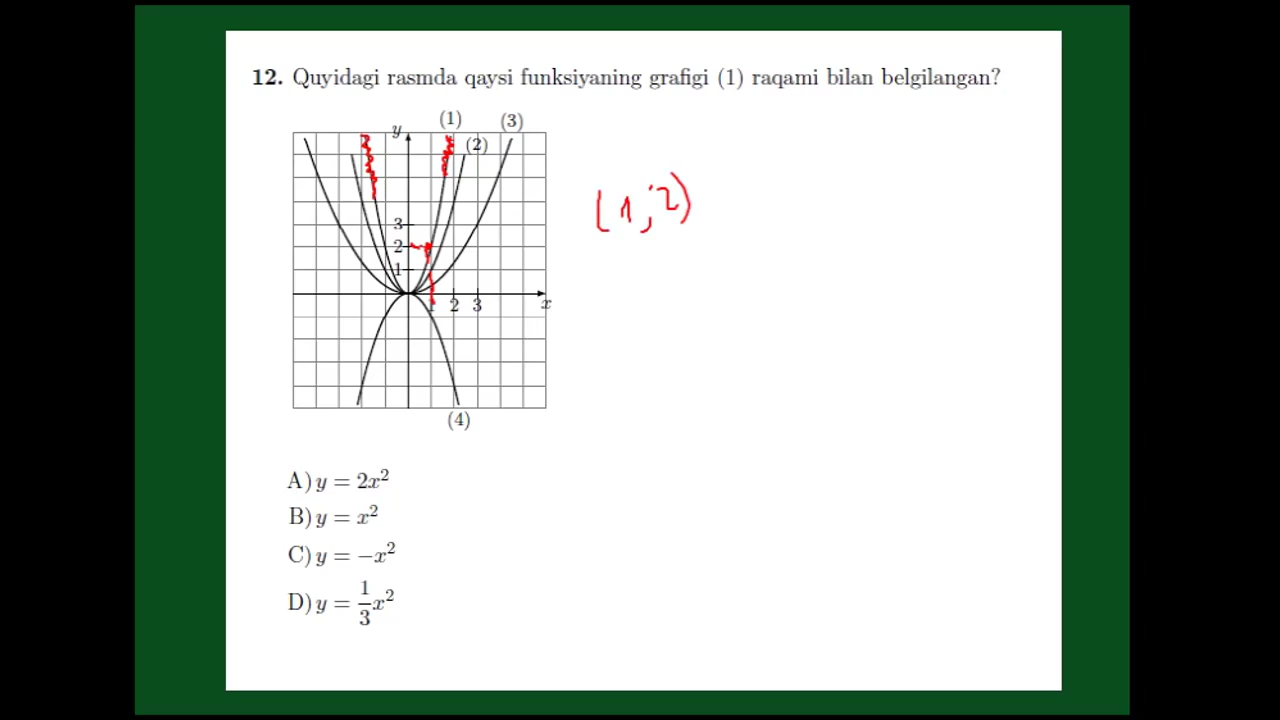 12. Quyidagi rasmda qaysi funksiyaning grafigi (1) raqami bilan belgilangan?
(1) (3)
y (2)
(1;2)
3
2
1
1 2 3 x
(4)
A) y = 2x²
B) y = x²
C) y = −x²
D) y = 1/3 x²